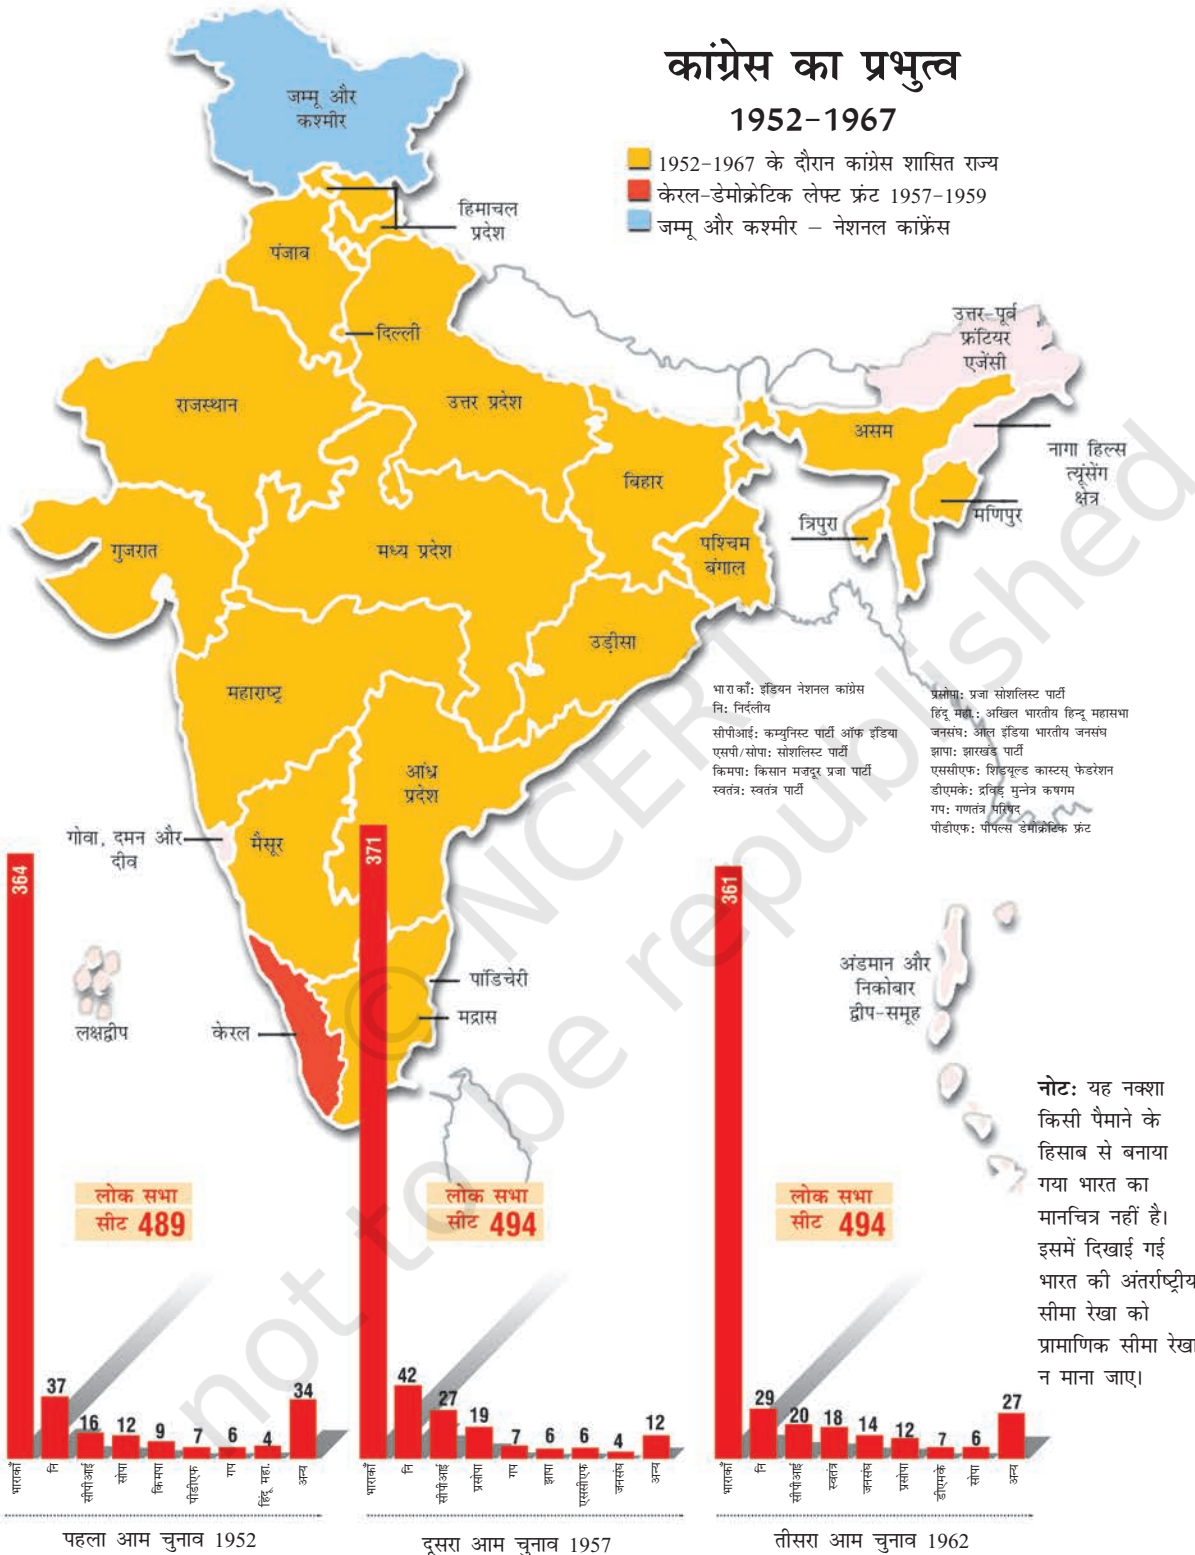 कांग्रेस का प्रभुत्व
1952-1967
1952-1967 के दौरान कांग्रेस शासित राज्य
केरल-डेमोक्रेटिक लेफ्ट फ्रंट 1957-1959
जम्मू और कश्मीर – नेशनल कांफ्रेंस
जम्मू और
कश्मीर
हिमाचल
प्रदेश
पंजाब
दिल्ली
राजस्थान
उत्तर प्रदेश
उत्तर-पूर्व
फ्रंटियर
एजेंसी
असम
नागा हिल्स
त्यूंसेंग
क्षेत्र
बिहार
मणिपुर
त्रिपुरा
गुजरात
मध्य प्रदेश
पश्चिम
बंगाल
उड़ीसा
महाराष्ट्र
आंध्र
प्रदेश
गोवा, दमन और
दीव
मैसूर
पांडिचेरी
मद्रास
केरल
लक्षद्वीप
अंडमान और
निकोबार
द्वीप-समूह
भाराकाँ: इंडियन नेशनल कांग्रेस
नि: निर्दलीय
सीपीआई: कम्युनिस्ट पार्टी ऑफ इंडिया
एसपी/सोपा: सोशलिस्ट पार्टी
किमपा: किसान मजदूर प्रजा पार्टी
स्वतंत्र: स्वतंत्र पार्टी
प्रसोपा: प्रजा सोशलिस्ट पार्टी
हिंदू महा.: अखिल भारतीय हिन्दू महासभा
जनसंघ: ऑल इंडिया भारतीय जनसंघ
झापा: झारखंड पार्टी
एससीएफ: शिड्यूल्ड कास्टस् फेडरेशन
डीएमके: द्रविड़ मुन्नेत्र कषगम
गप: गणतंत्र परिषद
पीडीएफ: पीपल्स डेमोक्रेटिक फ्रंट
नोट: यह नक्शा
किसी पैमाने के
हिसाब से बनाया
गया भारत का
मानचित्र नहीं है।
इसमें दिखाई गई
भारत की अंतर्राष्ट्रीय
सीमा रेखा को
प्रामाणिक सीमा रेखा
न माना जाए।
लोक सभा
सीट 489
364 37 16 12 9 7 6 4 34
भाराकाँ नि सीपीआई सोपा किमपा पीडीएफ गप हिंदू महा. अन्य
पहला आम चुनाव 1952
लोक सभा
सीट 494
371 42 27 19 7 6 6 4 12
भाराकाँ नि सीपीआई प्रसोपा गप झापा एससीएफ जनसंघ अन्य
दूसरा आम चुनाव 1957
लोक सभा
सीट 494
361 29 20 18 14 12 7 6 27
भाराकाँ नि सीपीआई स्वतंत्र जनसंघ प्रसोपा डीएमके सोपा अन्य
तीसरा आम चुनाव 1962
© NCERT
not to be republished